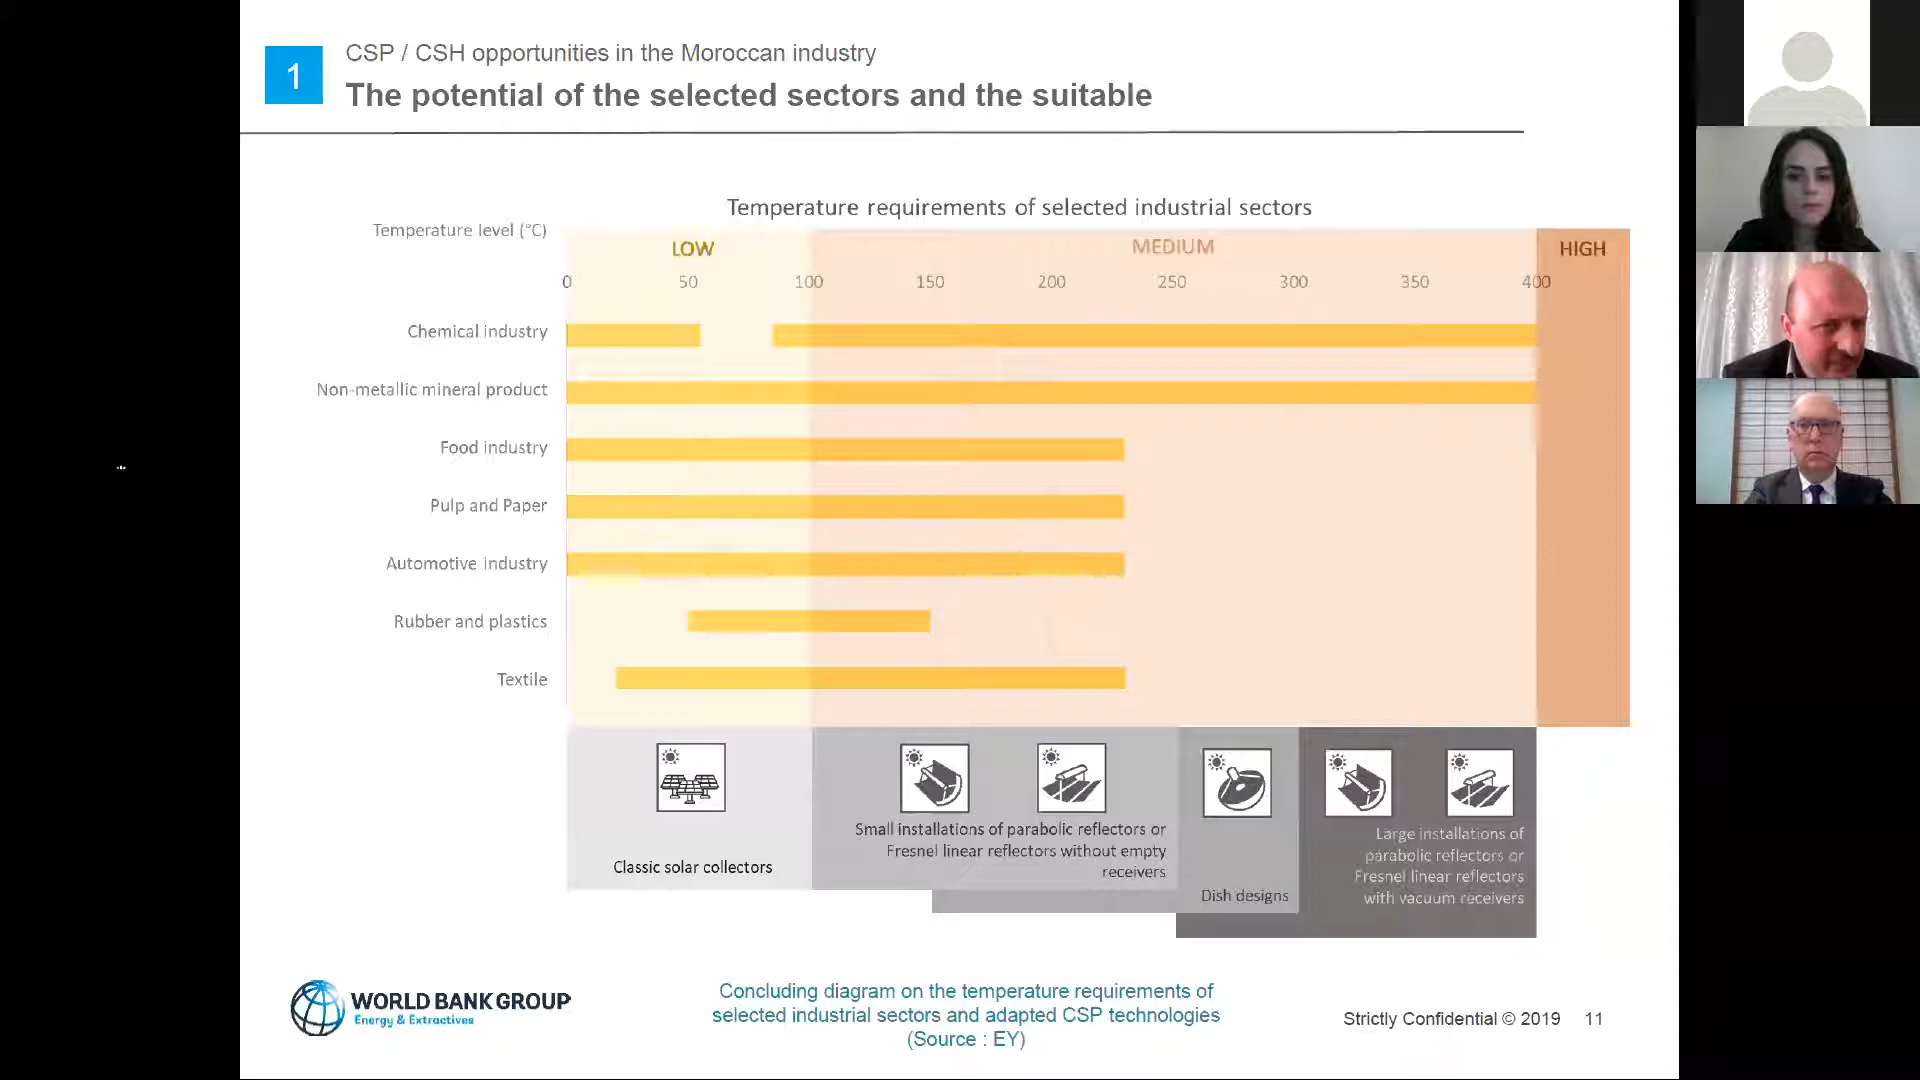 1
CSP / CSH opportunities in the Moroccan industry
The potential of the selected sectors and the suitable
Temperature requirements of selected industrial sectors
Temperature level (°C)
LOW
MEDIUM
HIGH
0 50 100 150 200 250 300 350 400
Chemical industry
Non-metallic mineral product
Food industry
Pulp and Paper
Automotive industry
Rubber and plastics
Textile
Classic solar collectors
Small installations of parabolic reflectors or
Fresnel linear reflectors without empty
receivers
Dish designs
Large installations of
parabolic reflectors or
Fresnel linear reflectors
with vacuum receivers
WORLD BANK GROUP
Energy & Extractives
Concluding diagram on the temperature requirements of
selected industrial sectors and adapted CSP technologies
(Source : EY)
Strictly Confidential © 2019 11